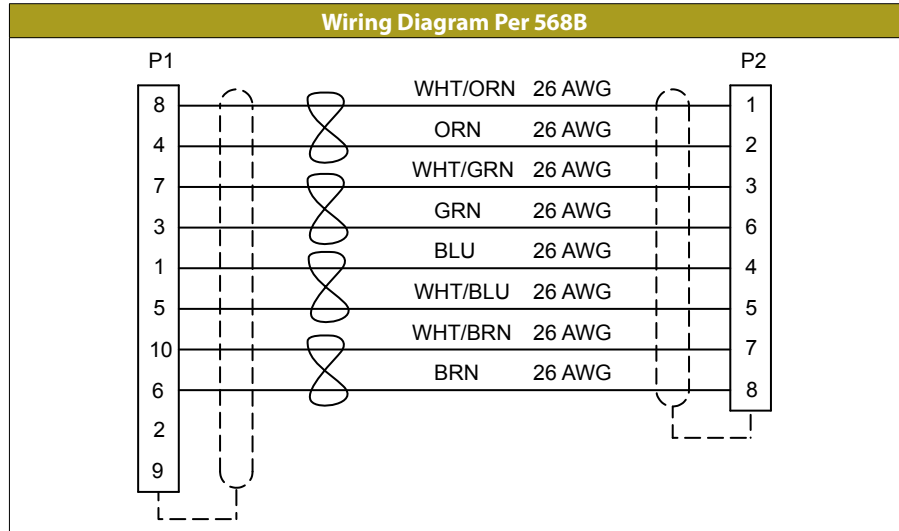 Wiring Diagram Per 568B
P1 P2
8 WHT/ORN 26 AWG 1
4 ORN 26 AWG 2
7 WHT/GRN 26 AWG 3
3 GRN 26 AWG 6
1 BLU 26 AWG 4
5 WHT/BLU 26 AWG 5
10 WHT/BRN 26 AWG 7
6 BRN 26 AWG 8
2
9